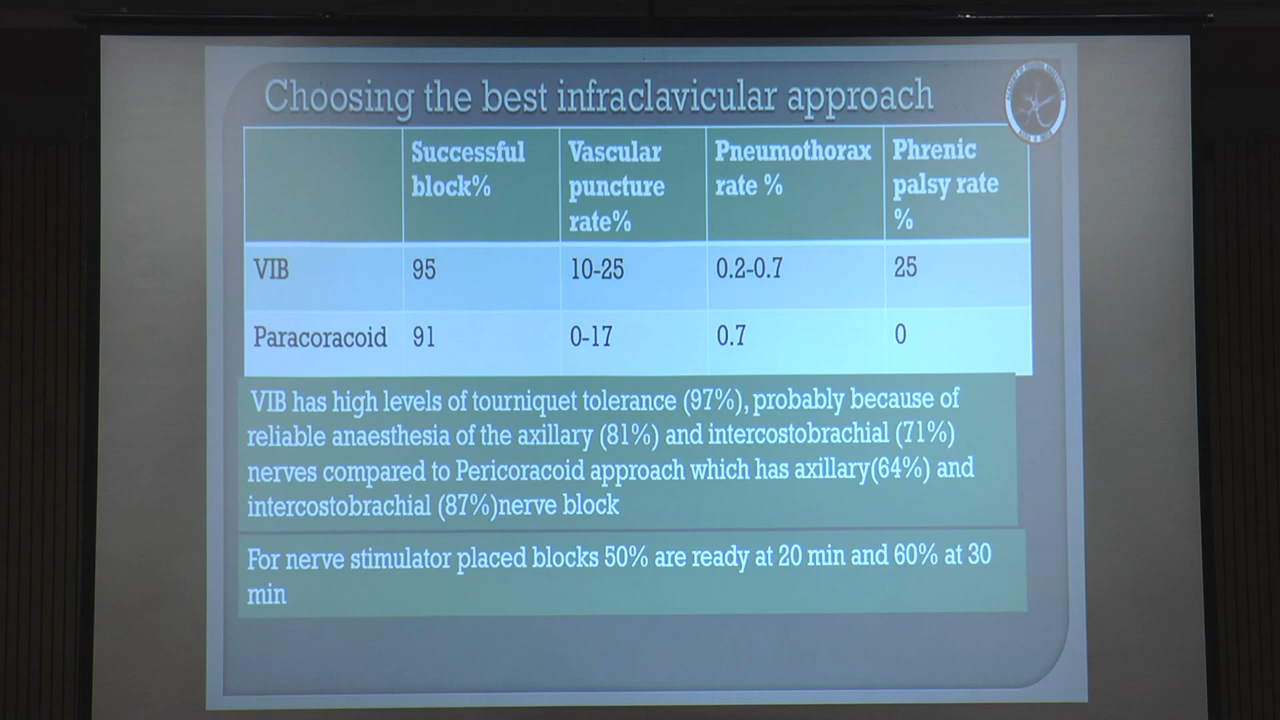 Choosing the best infraclavicular approach
Successful block% Vascular puncture rate% Pneumothorax rate % Phrenic palsy rate %
VIB 95 10-25 0.2-0.7 25
Paracoracoid 91 0-17 0.7 0
VIB has high levels of tourniquet tolerance (97%), probably because of
reliable anaesthesia of the axillary (81%) and intercostobrachial (71%)
nerves compared to Pericoracoid approach which has axillary(64%) and
intercostobrachial (87%)nerve block
For nerve stimulator placed blocks 50% are ready at 20 min and 60% at 30
min